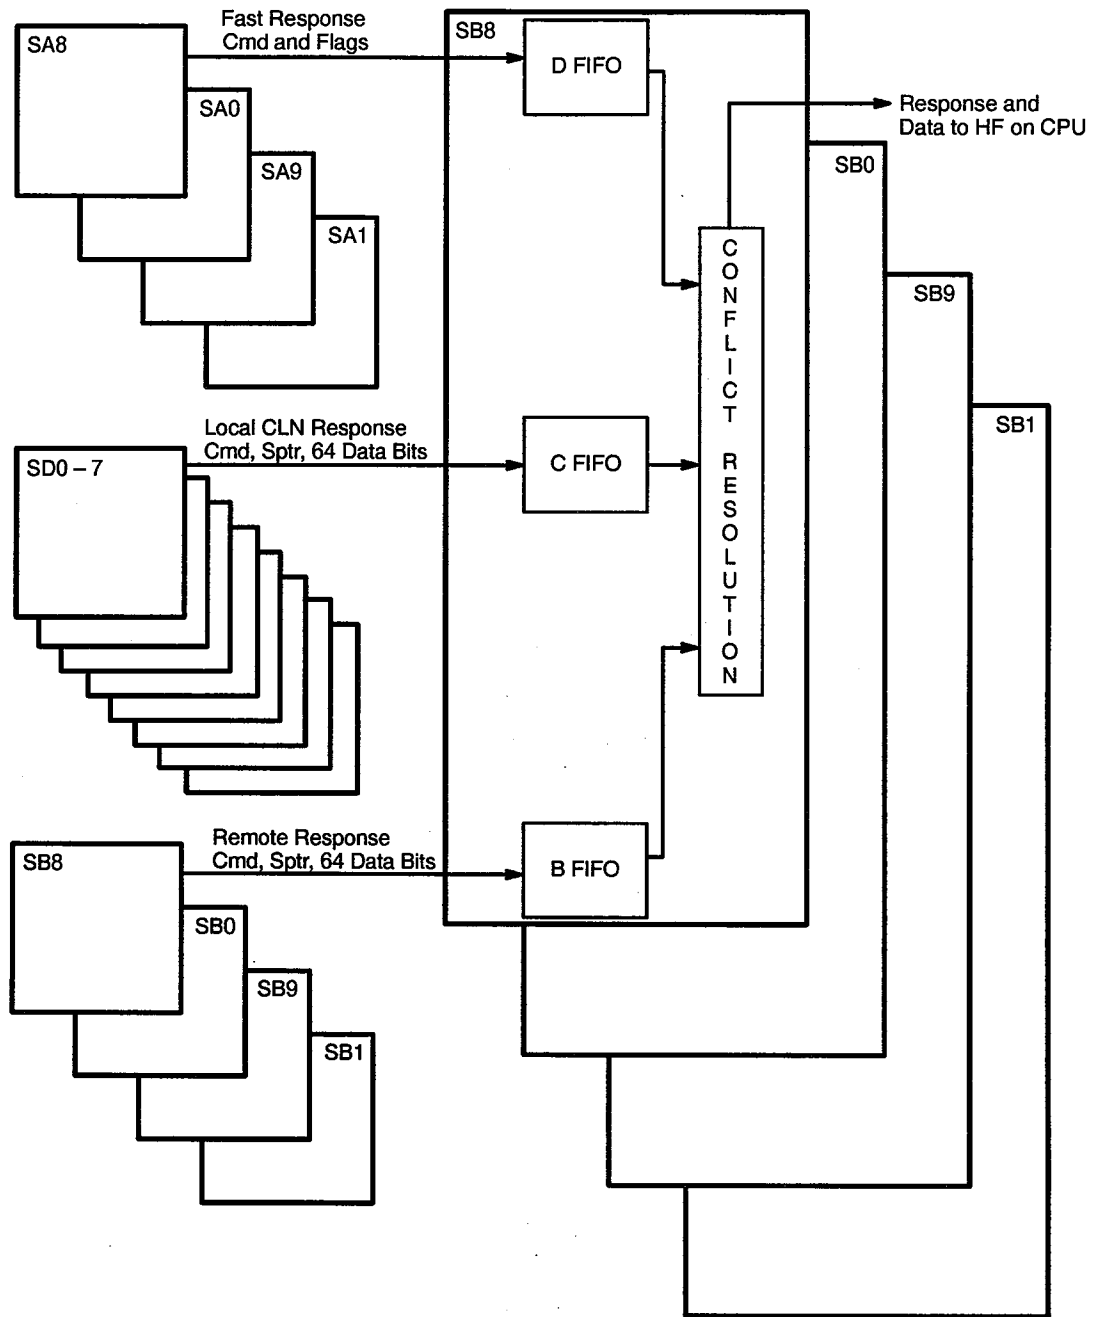 SA8
Fast Response
Cmd and Flags
SA0
SA9
SA1
SB8
D FIFO
Response and
Data to HF on CPU
SB0
SB9
SB1
CONFLICT RESOLUTION
Local CLN Response
Cmd, Sptr, 64 Data Bits
SD0 – 7
C FIFO
Remote Response
Cmd, Sptr, 64 Data Bits
SB8
B FIFO
SB0
SB9
SB1